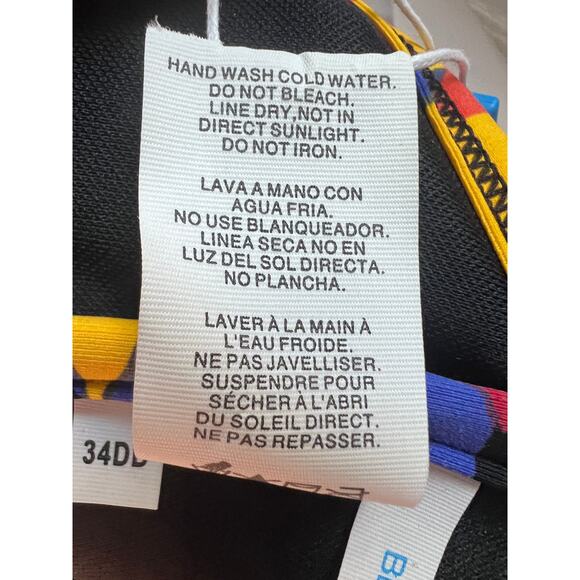 HAND WASH COLD WATER.
DO NOT BLEACH.
LINE DRY,NOT IN
DIRECT SUNLIGHT.
DO NOT IRON.
LAVA A MANO CON
AGUA FRIA.
NO USE BLANQUEADOR.
LINEA SECA NO EN
LUZ DEL SOL DIRECTA.
NO PLANCHA.
LAVER À LA MAIN À
L'EAU FROIDE.
NE PAS JAVELLISER.
SUSPENDRE POUR
SÉCHER À L'ABRI
DU SOLEIL DIRECT.
NE PAS REPASSER.
34DD